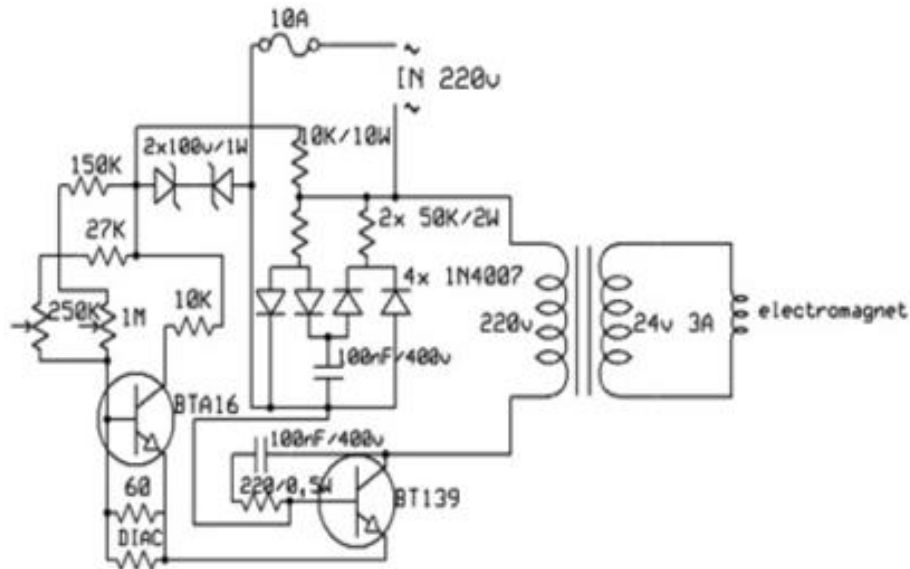 10A
IN 220v
10K/10W
2x100v/1W
150K
2x 50K/2W
27K
4x 1N4007
250K
1M
10K
220v
24v 3A
electromagnet
100nF/400v
BTA16
100nF/400v
220/0,5W
BT139
60
DIAC